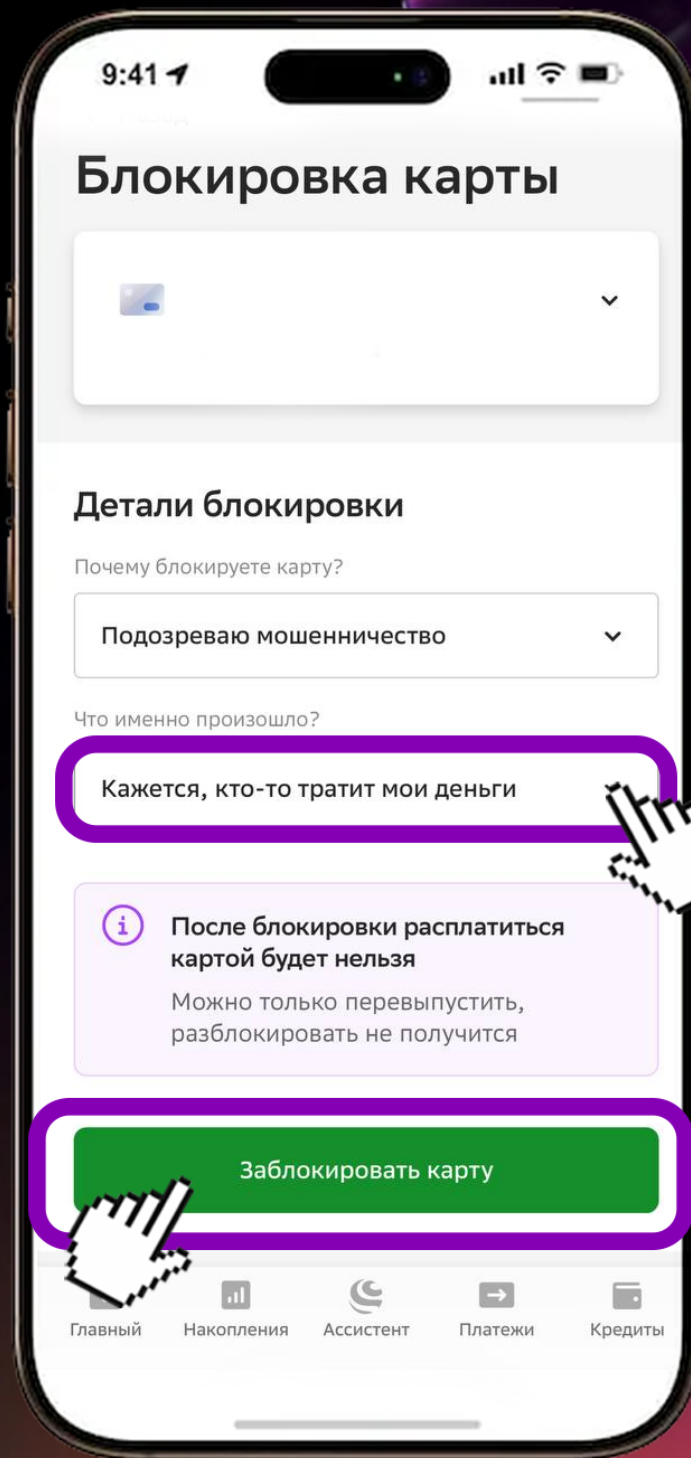 9:41
Блокировка карты
Детали блокировки
Почему блокируете карту?
Подозреваю мошенничество
Что именно произошло?
Кажется, кто-то тратит мои деньги
После блокировки расплатиться
картой будет нельзя
Можно только перевыпустить,
разблокировать не получится
Заблокировать карту
Главный Накопления Ассистент Платежи Кредиты